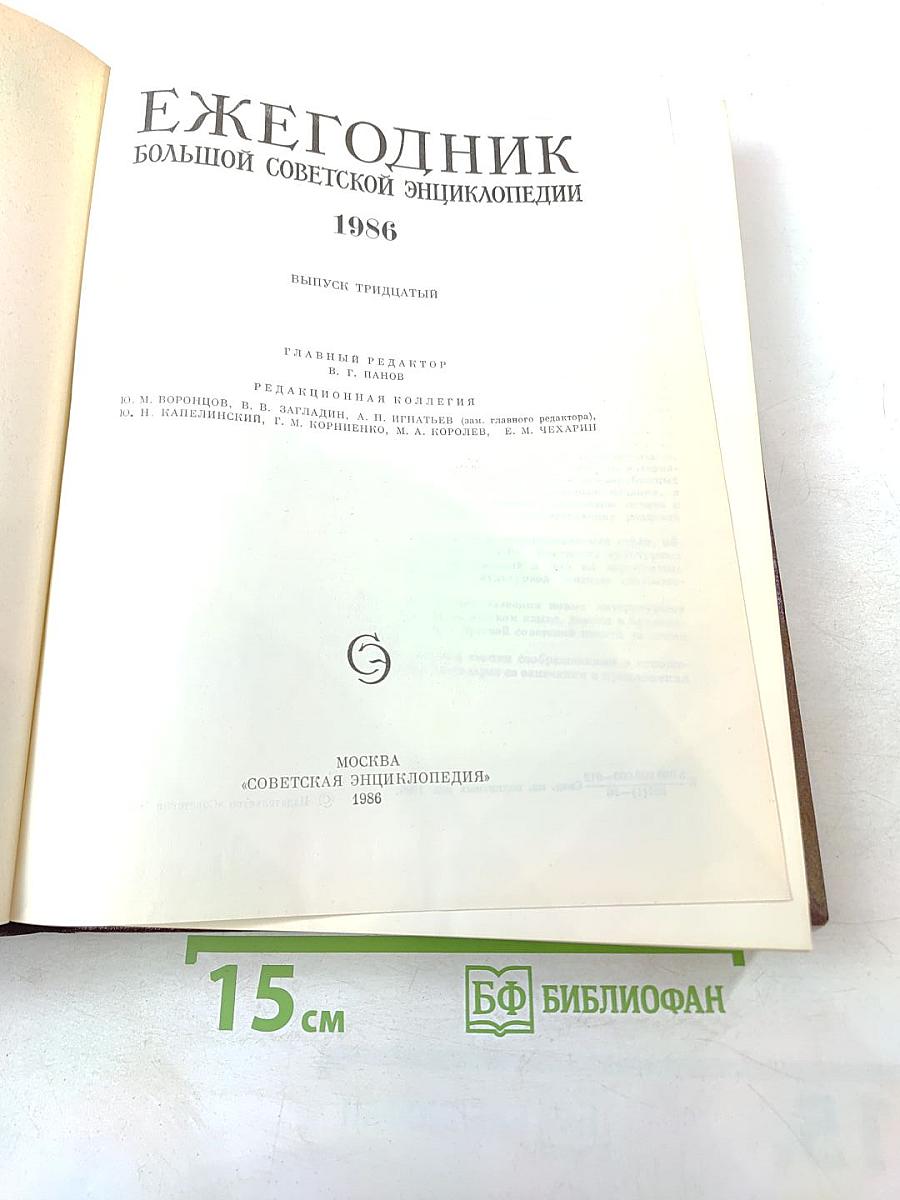 ЕЖЕГОДНИК
БОЛЬШОЙ СОВЕТСКОЙ ЭНЦИКЛОПЕДИИ
1986
ВЫПУСК ТРИДЦАТЫЙ
ГЛАВНЫЙ РЕДАКТОР
В. Г. ПАНОВ
РЕДАКЦИОННАЯ КОЛЛЕГИЯ
Ю. М. ВОРОНЦОВ, В. В. ЗАГЛАДИН, А. П. ИГНАТЬЕВ (зам. главного редактора),
Ю. Н. КАПЕЛИНСКИЙ, Г. М. КОРНИЕНКО, М. А. КОРОЛЕВ, Е. М. ЧЕХАРИН
СЭ
МОСКВА
«СОВЕТСКАЯ ЭНЦИКЛОПЕДИЯ»
1986
15 см
БФ БИБЛИОФАН